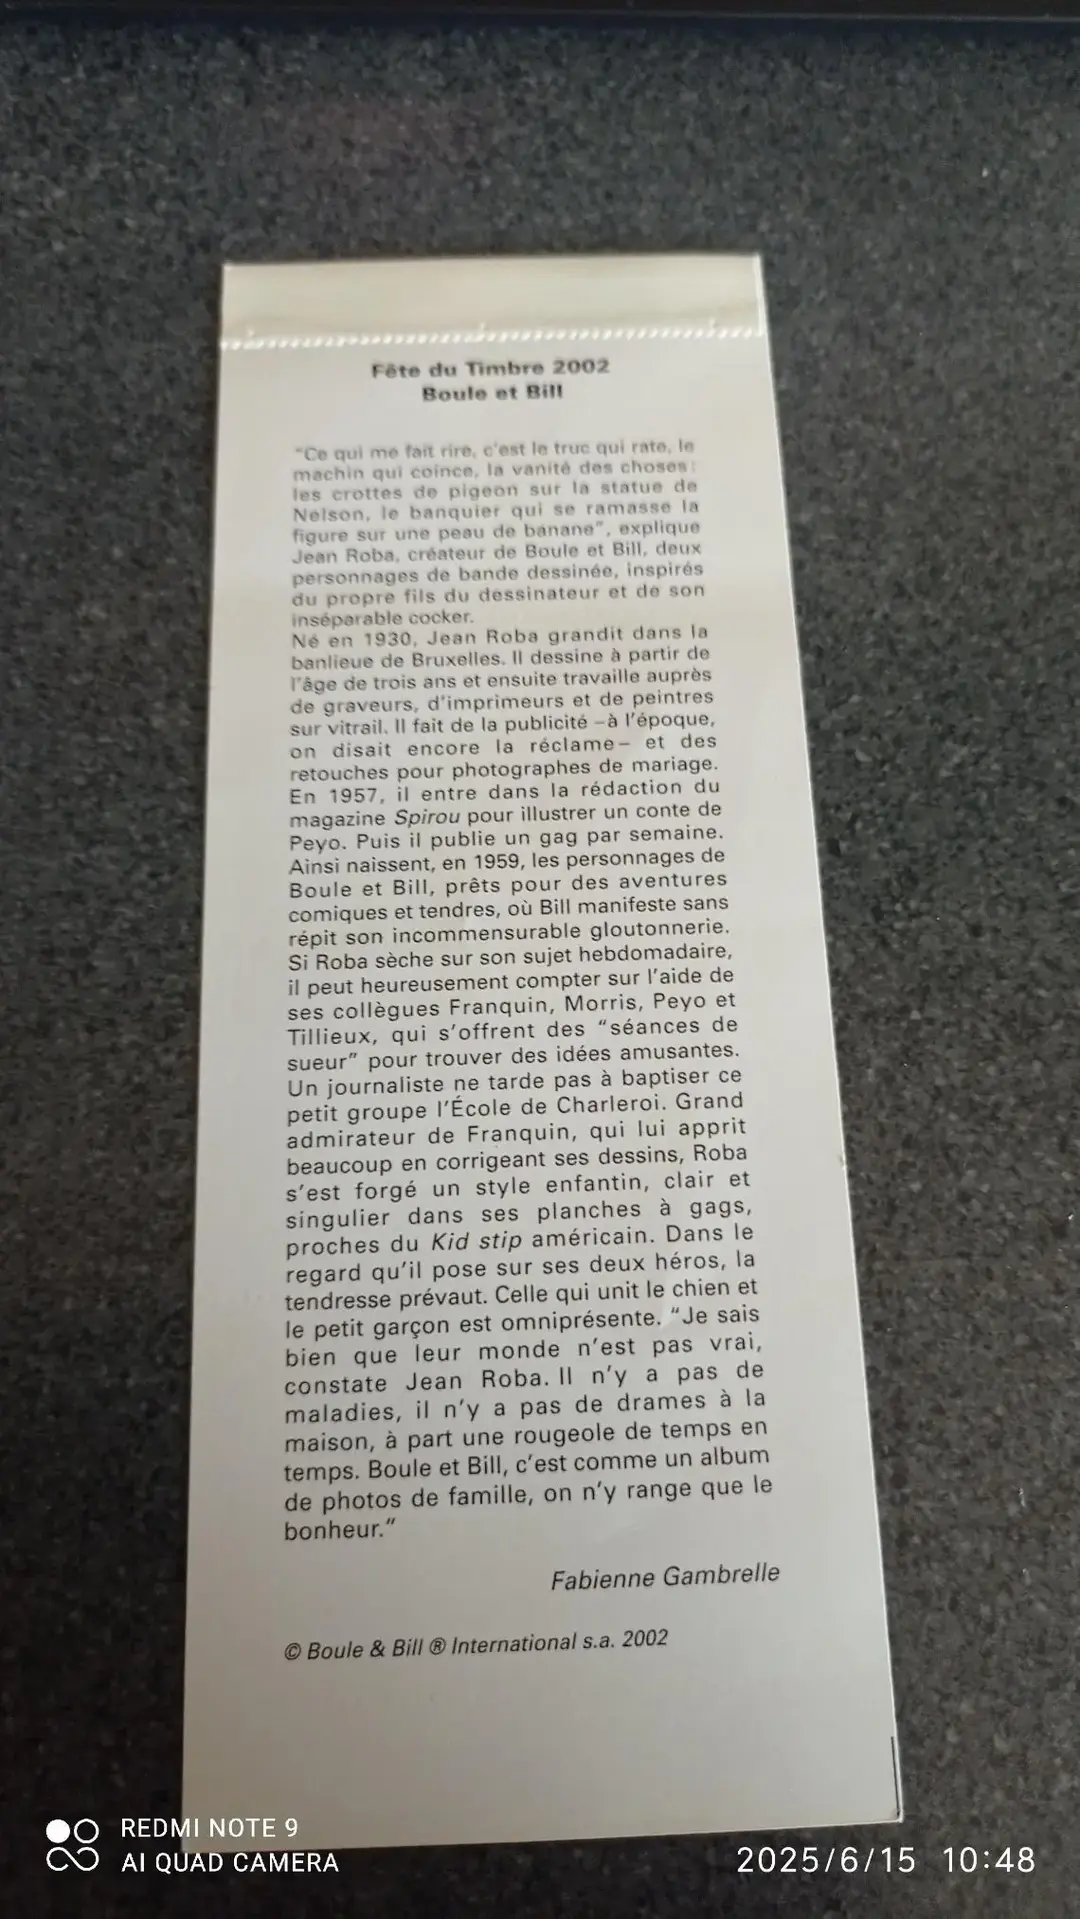 Fête du Timbre 2002
Boule et Bill
"Ce qui me fait rire, c'est le truc qui rate, le
machin qui coince, la vanité des choses:
les crottes de pigeon sur la statue de
Nelson, le banquier qui se ramasse la
figure sur une peau de banane", explique
Jean Roba, créateur de Boule et Bill, deux
personnages de bande dessinée, inspirés
du propre fils du dessinateur et de son
inséparable cocker.
Né en 1930, Jean Roba grandit dans la
banlieue de Bruxelles. Il dessine à partir de
l'âge de trois ans et ensuite travaille auprès
de graveurs, d'imprimeurs et de peintres
sur vitrail. Il fait de la publicité –à l'époque,
on disait encore la réclame– et des
retouches pour photographes de mariage.
En 1957, il entre dans la rédaction du
magazine Spirou pour illustrer un conte de
Peyo. Puis il publie un gag par semaine.
Ainsi naissent, en 1959, les personnages de
Boule et Bill, prêts pour des aventures
comiques et tendres, où Bill manifeste sans
répit son incommensurable gloutonnerie.
Si Roba sèche sur son sujet hebdomadaire,
il peut heureusement compter sur l'aide de
ses collègues Franquin, Morris, Peyo et
Tillieux, qui s'offrent des "séances de
sueur" pour trouver des idées amusantes.
Un journaliste ne tarde pas à baptiser ce
petit groupe l'École de Charleroi. Grand
admirateur de Franquin, qui lui apprit
beaucoup en corrigeant ses dessins, Roba
s'est forgé un style enfantin, clair et
singulier dans ses planches à gags,
proches du Kid stip américain. Dans le
regard qu'il pose sur ses deux héros, la
tendresse prévaut. Celle qui unit le chien et
le petit garçon est omniprésente. "Je sais
bien que leur monde n'est pas vrai,
constate Jean Roba. Il n'y a pas de
maladies, il n'y a pas de drames à la
maison, à part une rougeole de temps en
temps. Boule et Bill, c'est comme un album
de photos de famille, on n'y range que le
bonheur."
Fabienne Gambrelle
© Boule & Bill ® International s.a. 2002
REDMI NOTE 9
AI QUAD CAMERA
2025/6/15 10:48